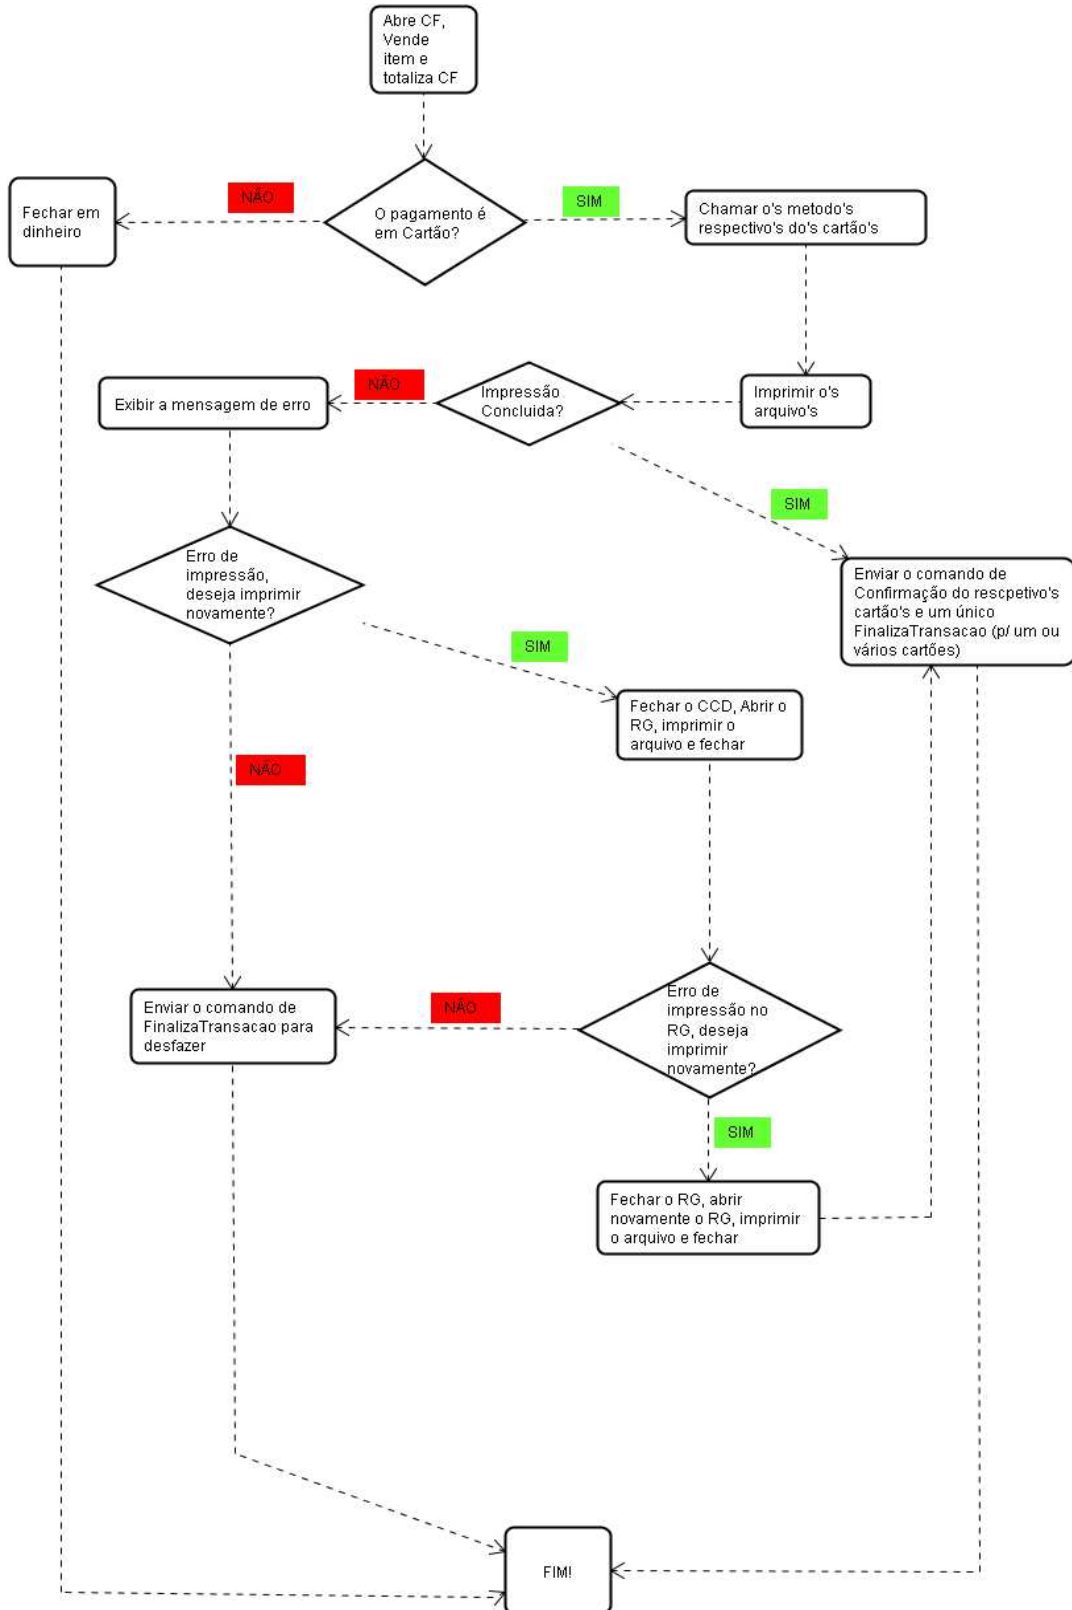 Abre CF,
Vende
item e
totaliza CF
NÃO
SIM
Fechar em
dinheiro
O pagamento é
em Cartão?
Chamar o's metodo's
respectivo's do's cartão's
NÃO
Exibir a mensagem de erro
Impressão
Concluida?
Imprimir o's
arquivo's
SIM
Erro de
impressão,
deseja imprimir
novamente?
Enviar o comando de
Confirmação do rescpetivo's
cartão's e um único
FinalizaTransacao (p/ um ou
vários cartões)
SIM
Fechar o CCD, Abrir o
RG, imprimir o
arquivo e fechar
NÃO
Enviar o comando de
FinalizaTransacao para
desfazer
NÃO
Erro de
impressão no
RG, deseja
imprimir
novamente?
SIM
Fechar o RG, abrir
novamente o RG, imprimir
o arquivo e fechar
FIM!